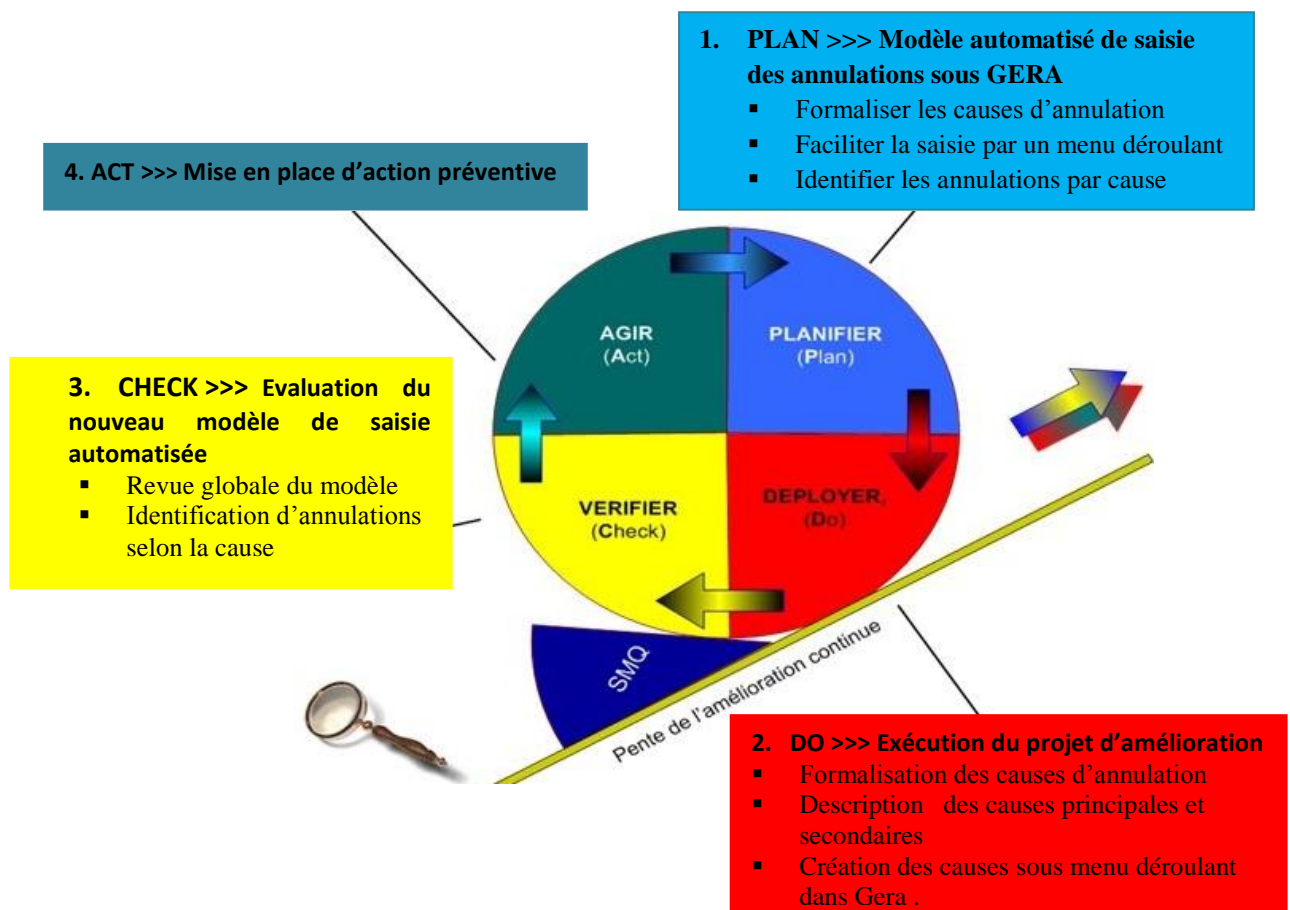 1. PLAN >>> Modèle automatisé de saisie
des annulations sous GERA
▪ Formaliser les causes d’annulation
▪ Faciliter la saisie par un menu déroulant
▪ Identifier les annulations par cause
4. ACT >>> Mise en place d’action préventive
AGIR
(Act)
PLANIFIER
(Plan)
3. CHECK >>> Evaluation du
nouveau modèle de saisie
automatisée
▪ Revue globale du modèle
▪ Identification d’annulations
selon la cause
VERIFIER
(Check)
DEPLOYER,
(Do)
SMQ
Pente de l’amélioration continue
2. DO >>> Exécution du projet d’amélioration
▪ Formalisation des causes d’annulation
▪ Description des causes principales et
secondaires
▪ Création des causes sous menu déroulant
dans Gera .